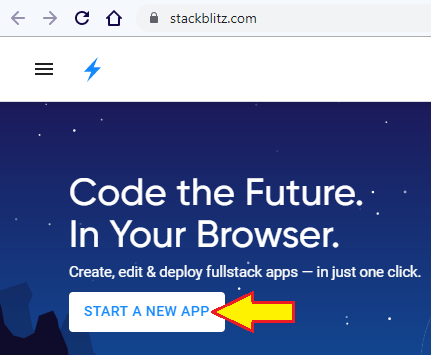 stackblitz.com
Code the Future.
In Your Browser.
Create, edit & deploy fullstack apps — in just one click.
START A NEW APP